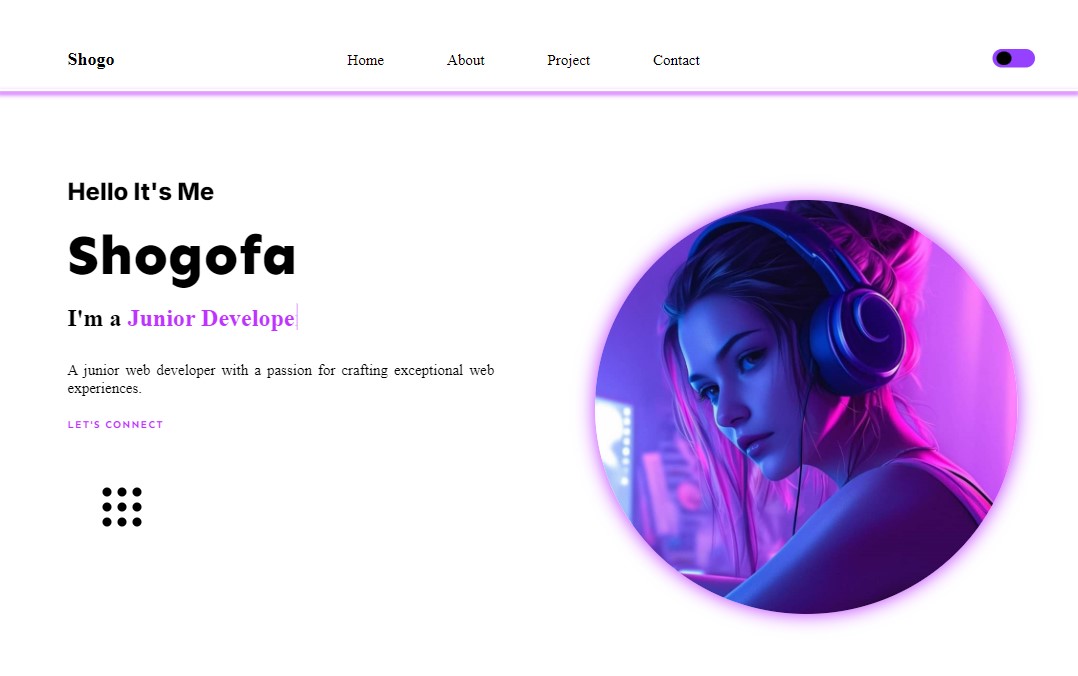 Shogo Home About Project Contact
Hello It's Me
Shogofa
I'm a Junior Develope
A junior web developer with a passion for crafting exceptional web
experiences.
LET'S CONNECT